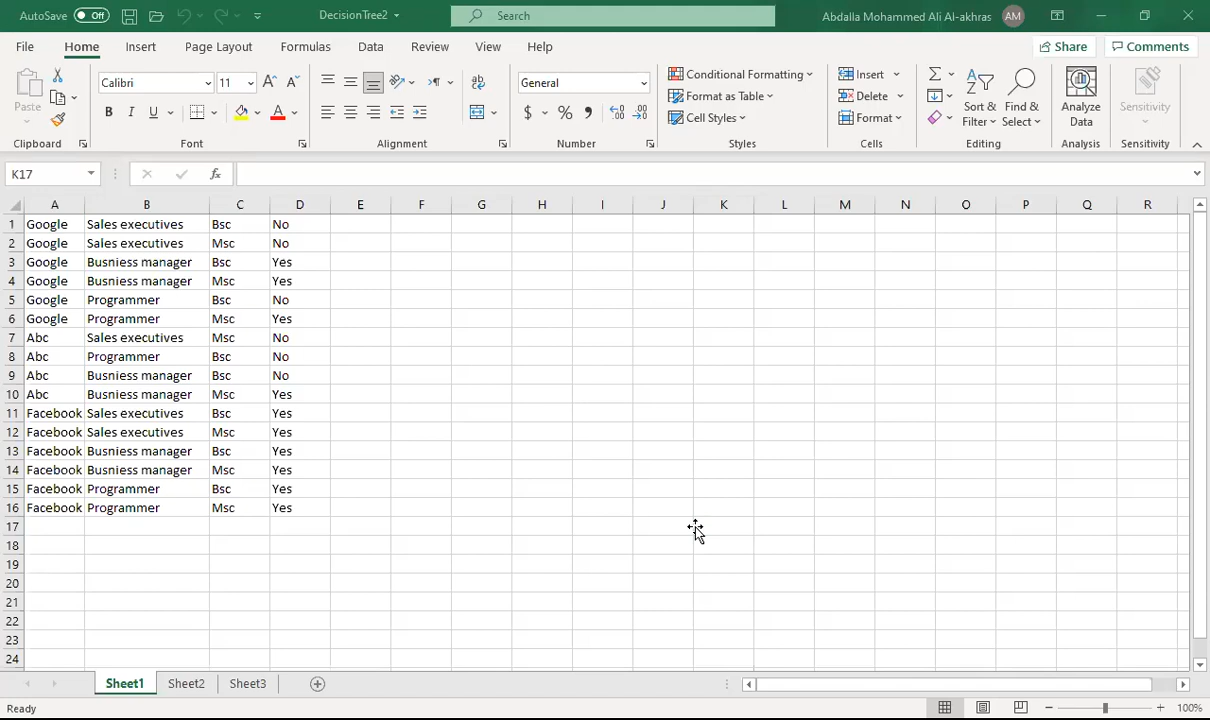 AutoSave Off DecisionTree2 Search Abdalla Mohammed Ali Al-akhras AM
File Home Insert Page Layout Formulas Data Review View Help Share Comments
Paste Calibri 11 General Conditional Formatting Insert Sort & Find & Analyze Sensitivity
B I U A $ % Format as Table Delete Filter Select Data
Cell Styles Format
Clipboard Font Alignment Number Styles Cells Editing Analysis Sensitivity
K17 fx
A B C D E F G H I J K L M N O P Q R
1 Google Sales executives Bsc No
2 Google Sales executives Msc No
3 Google Busniess manager Bsc Yes
4 Google Busniess manager Msc Yes
5 Google Programmer Bsc No
6 Google Programmer Msc Yes
7 Abc Sales executives Msc No
8 Abc Programmer Bsc No
9 Abc Busniess manager Bsc No
10 Abc Busniess manager Msc Yes
11 Facebook Sales executives Bsc Yes
12 Facebook Sales executives Msc Yes
13 Facebook Busniess manager Bsc Yes
14 Facebook Busniess manager Msc Yes
15 Facebook Programmer Bsc Yes
16 Facebook Programmer Msc Yes
17
18
19
20
21
22
23
24
Sheet1 Sheet2 Sheet3
Ready 100%